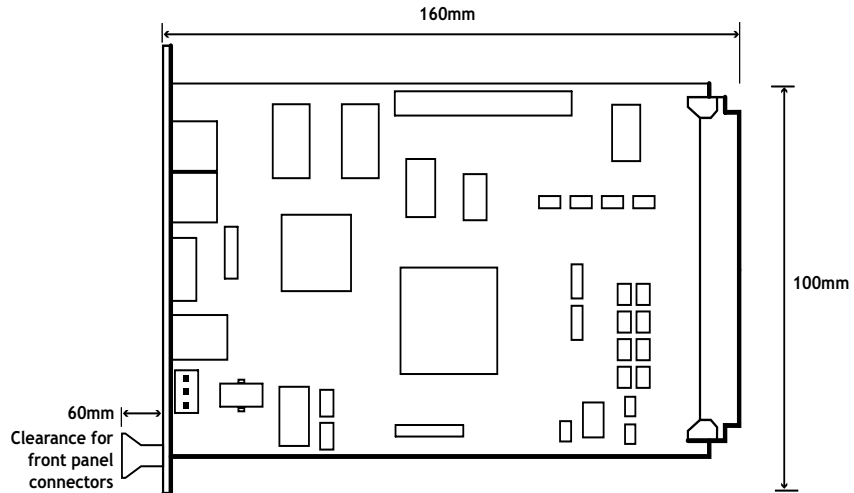 160mm
100mm
60mm
Clearance for
front panel
connectors